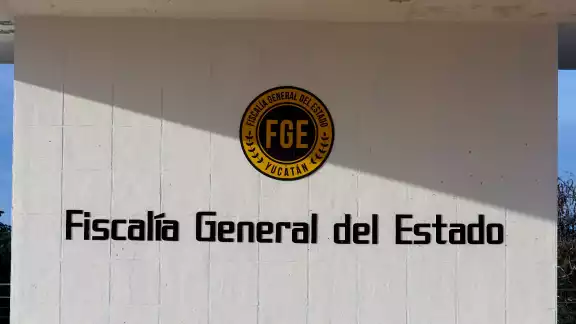 FISCALÍA GENERAL DEL ESTADO
FGE
YUCATÁN
Fiscalía General del Estado